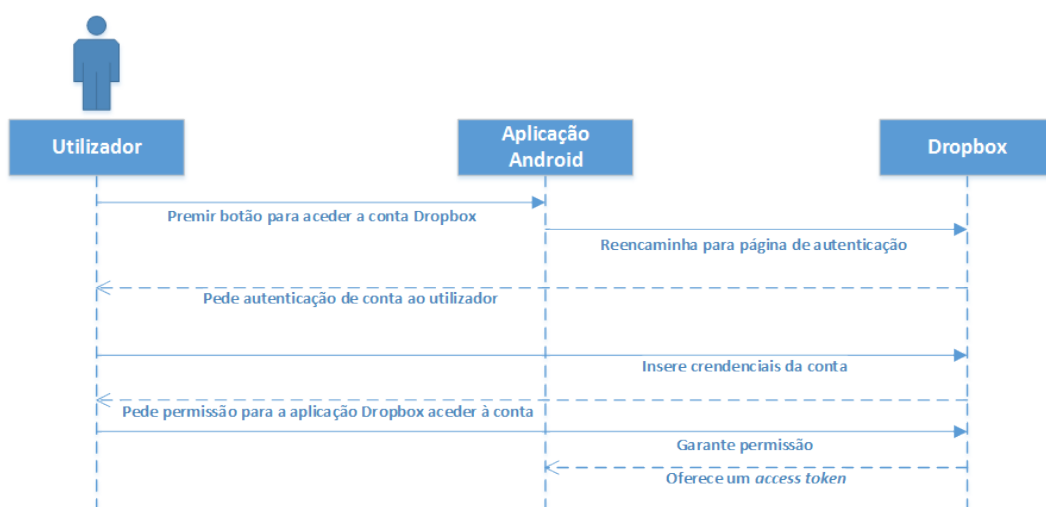 Utilizador
Aplicação
Android
Dropbox
Premir botão para aceder a conta Dropbox
Reencaminha para página de autenticação
Pede autenticação de conta ao utilizador
Insere crendenciais da conta
Pede permissão para a aplicação Dropbox aceder à conta
Garante permissão
Oferece um access token